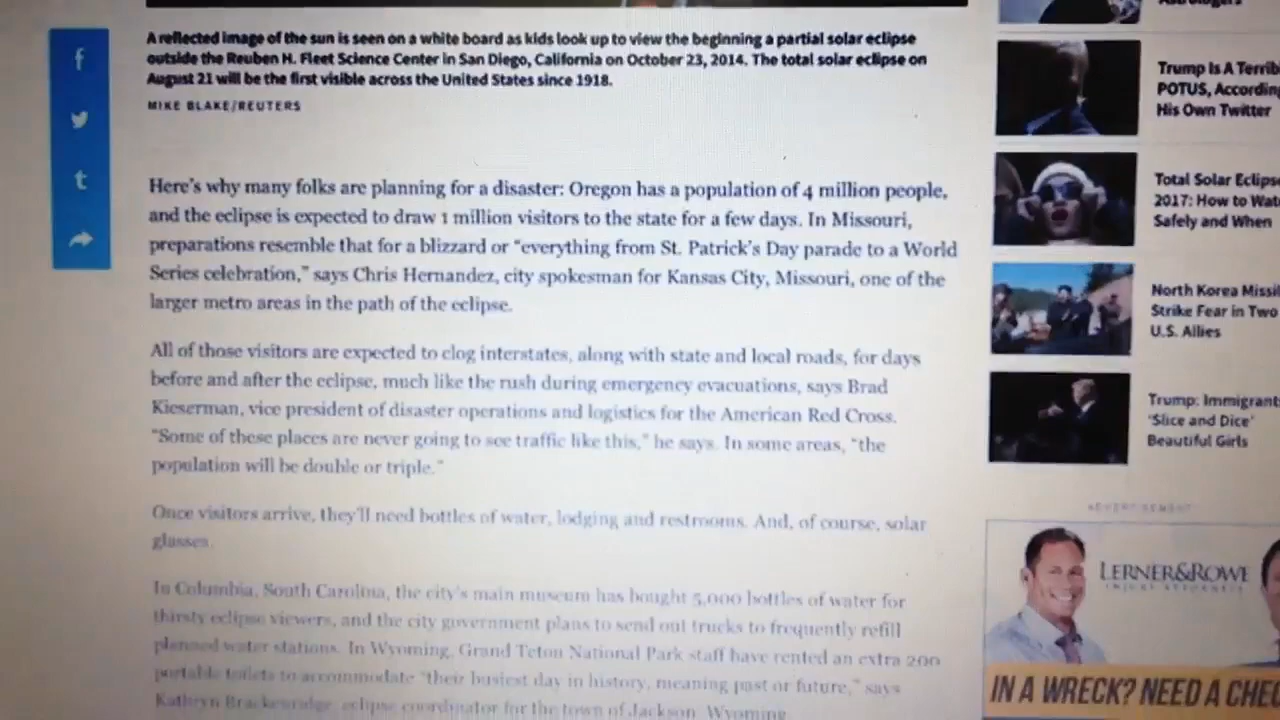 A reflected image of the sun is seen on a white board as kids look up to view the beginning a partial solar eclipse
outside the Reuben H. Fleet Science Center in San Diego, California on October 23, 2014. The total solar eclipse on
August 21 will be the first visible across the United States since 1918.
MIKE BLAKE/REUTERS
Here's why many folks are planning for a disaster: Oregon has a population of 4 million people,
and the eclipse is expected to draw 1 million visitors to the state for a few days. In Missouri,
preparations resemble that for a blizzard or "everything from St. Patrick's Day parade to a World
Series celebration," says Chris Hernandez, city spokesman for Kansas City, Missouri, one of the
larger metro areas in the path of the eclipse.
All of those visitors are expected to clog interstates, along with state and local roads, for days
before and after the eclipse, much like the rush during emergency evacuations, says Brad
Kieserman, vice president of disaster operations and logistics for the American Red Cross.
"Some of these places are never going to see traffic like this," he says. In some areas, "the
population will be double or triple."
Once visitors arrive, they'll need bottles of water, lodging and restrooms. And, of course, solar
glasses.
In Columbia, South Carolina, the city's main museum has bought 5,000 bottles of water for
thirsty eclipse viewers, and the city government plans to send out trucks to frequently refill
planned water stations. In Wyoming, Grand Teton National Park staff have rented an extra 200
portable toilets to accommodate "their busiest day in history, meaning past or future," says
Kathryn Brackenridge, eclipse coordinator for the town of Jackson, Wyoming.
f
t
Trump Is A Terrib
POTUS, According
His Own Twitter
Total Solar Eclipse
2017: How to Wat
Safely and When
North Korea Missil
Strike Fear in Two
U.S. Allies
Trump: Immigrants
'Slice and Dice'
Beautiful Girls
ADVERTISEMENT
LERNER&ROWE
INJURY ATTORNEYS
IN A WRECK? NEED A CHEC